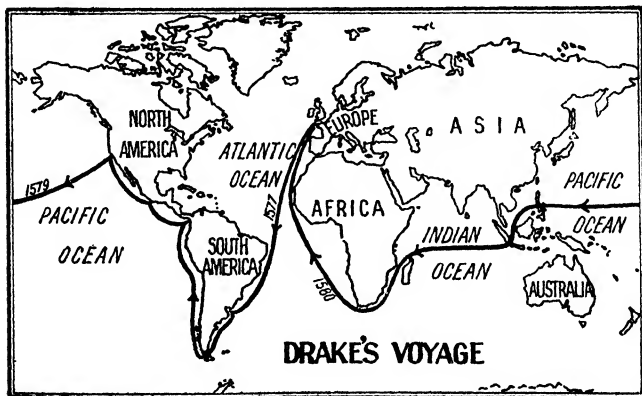 NORTH
AMERICA
ATLANTIC
OCEAN
EUROPE
ASIA
1579
PACIFIC
OCEAN
1577
SOUTH
AMERICA
AFRICA
1580
INDIAN
OCEAN
PACIFIC
OCEAN
AUSTRALIA
DRAKE'S VOYAGE